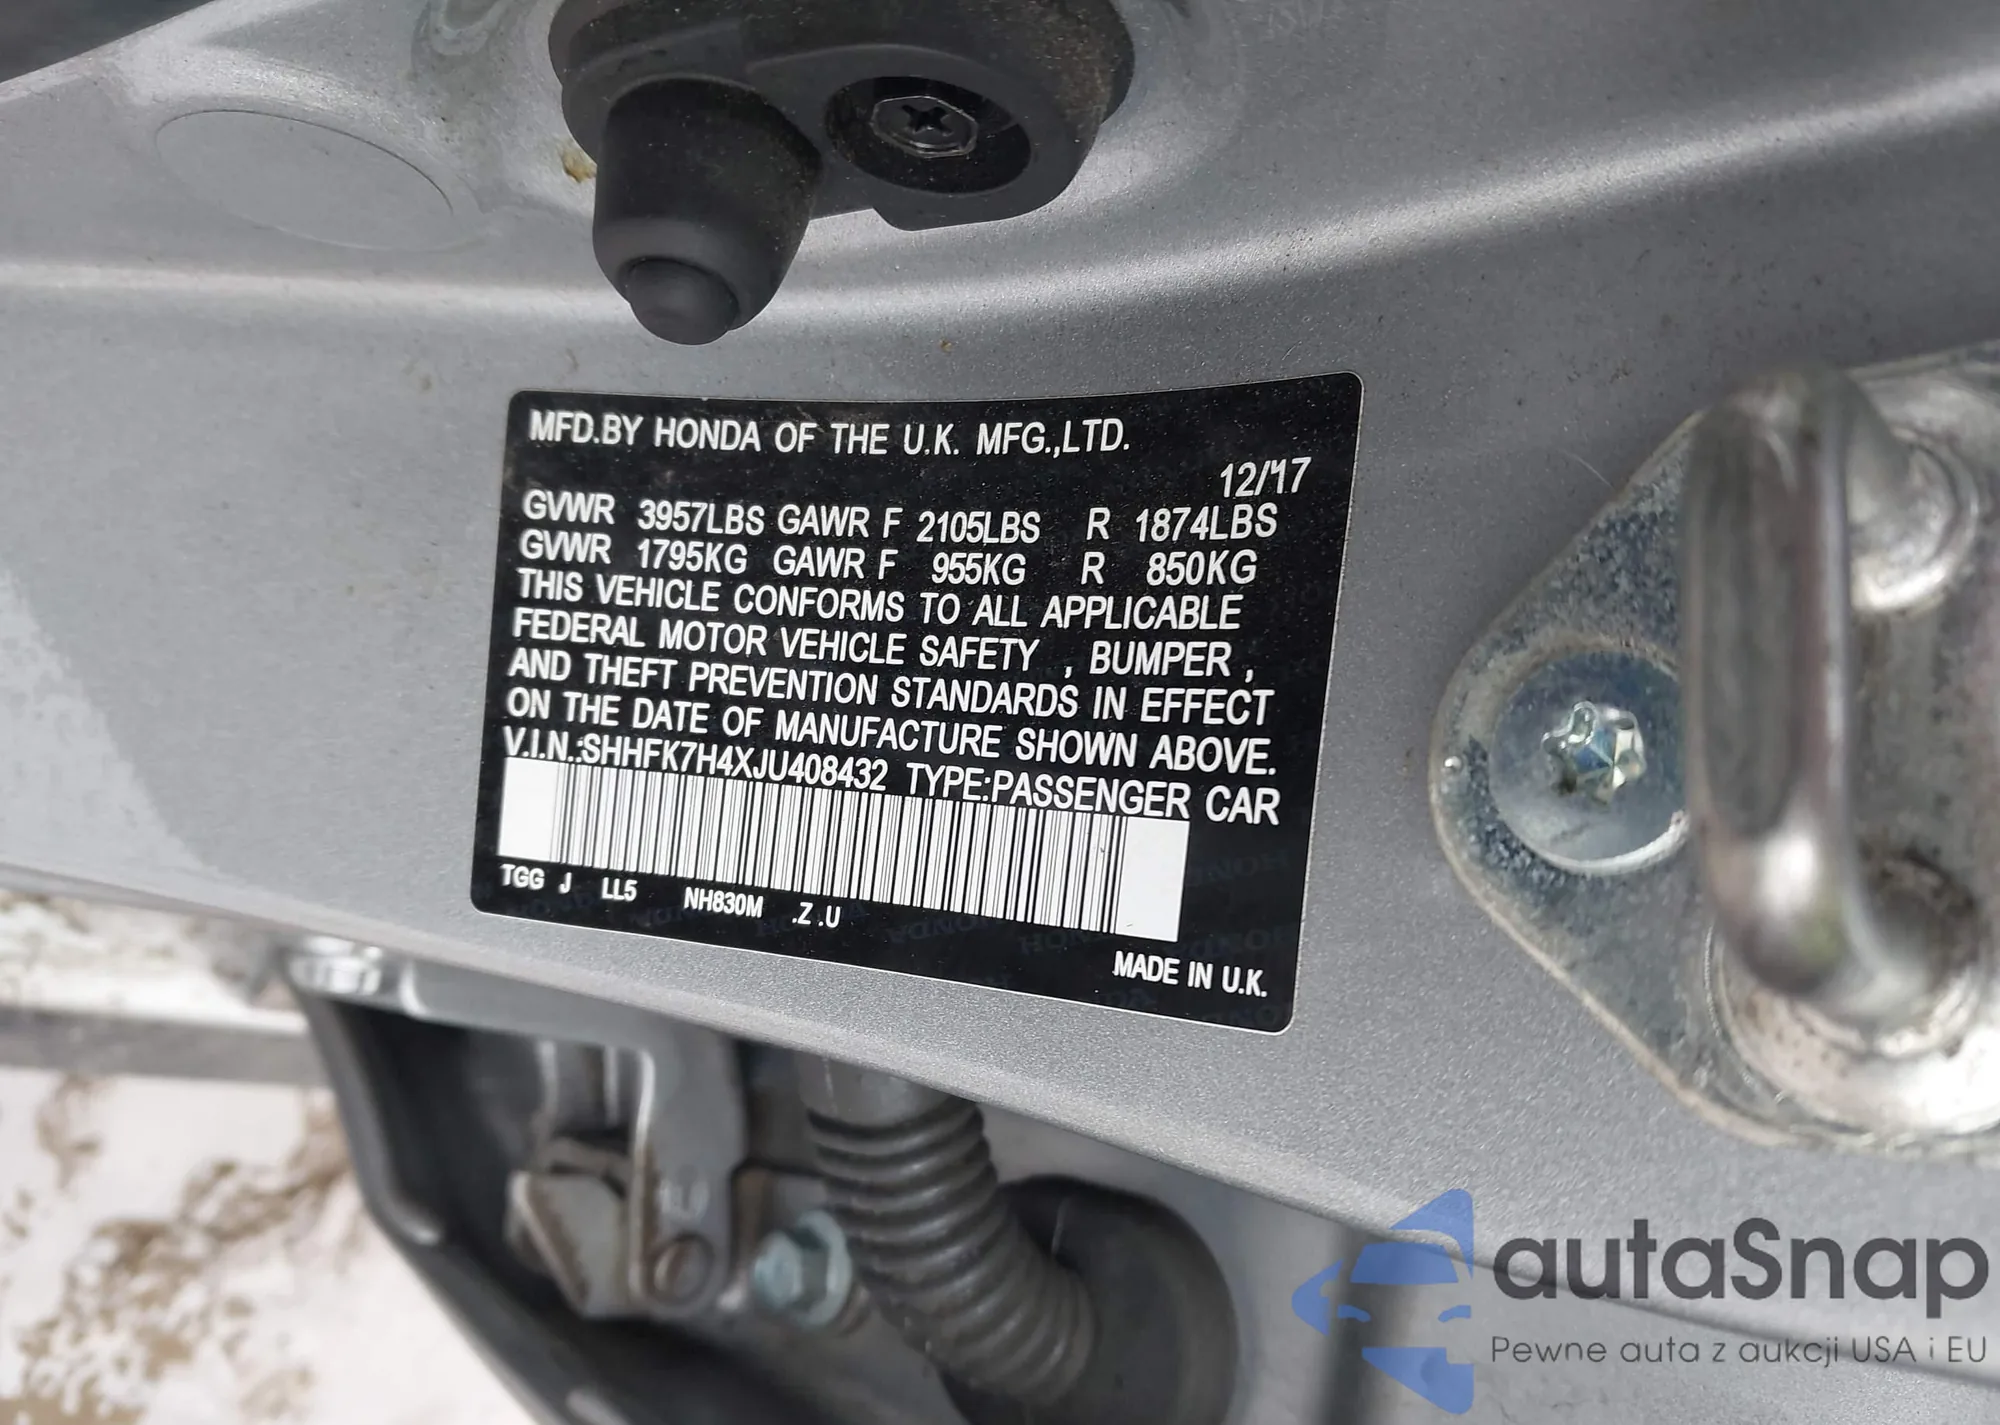 MFD.BY HONDA OF THE U.K. MFG.,LTD.
12/17
GVWR 3957LBS GAWR F 2105LBS R 1874LBS
GVWR 1795KG GAWR F 955KG R 850KG
THIS VEHICLE CONFORMS TO ALL APPLICABLE
FEDERAL MOTOR VEHICLE SAFETY , BUMPER ,
AND THEFT PREVENTION STANDARDS IN EFFECT
ON THE DATE OF MANUFACTURE SHOWN ABOVE.
V.I.N.:SHHFK7H4XJU408432 TYPE:PASSENGER CAR
TGG J LL5 NH830M .Z .U
MADE IN U.K.
autaSnap
Pewne auta z aukcji USA i EU